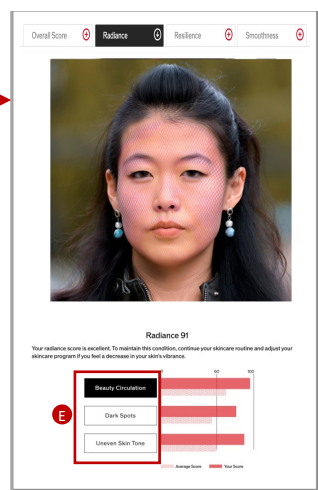 Overall Score
Radiance
Resilience
Smoothness
Radiance 91
Your radiance score is excellent. To maintain this condition, continue your skincare routine and adjust your
skincare program if you feel a decrease in your skin's vibrance.
100
Beauty Circulation
E
Dark Spots
Uneven Skin Tone
Average Score
Your Score